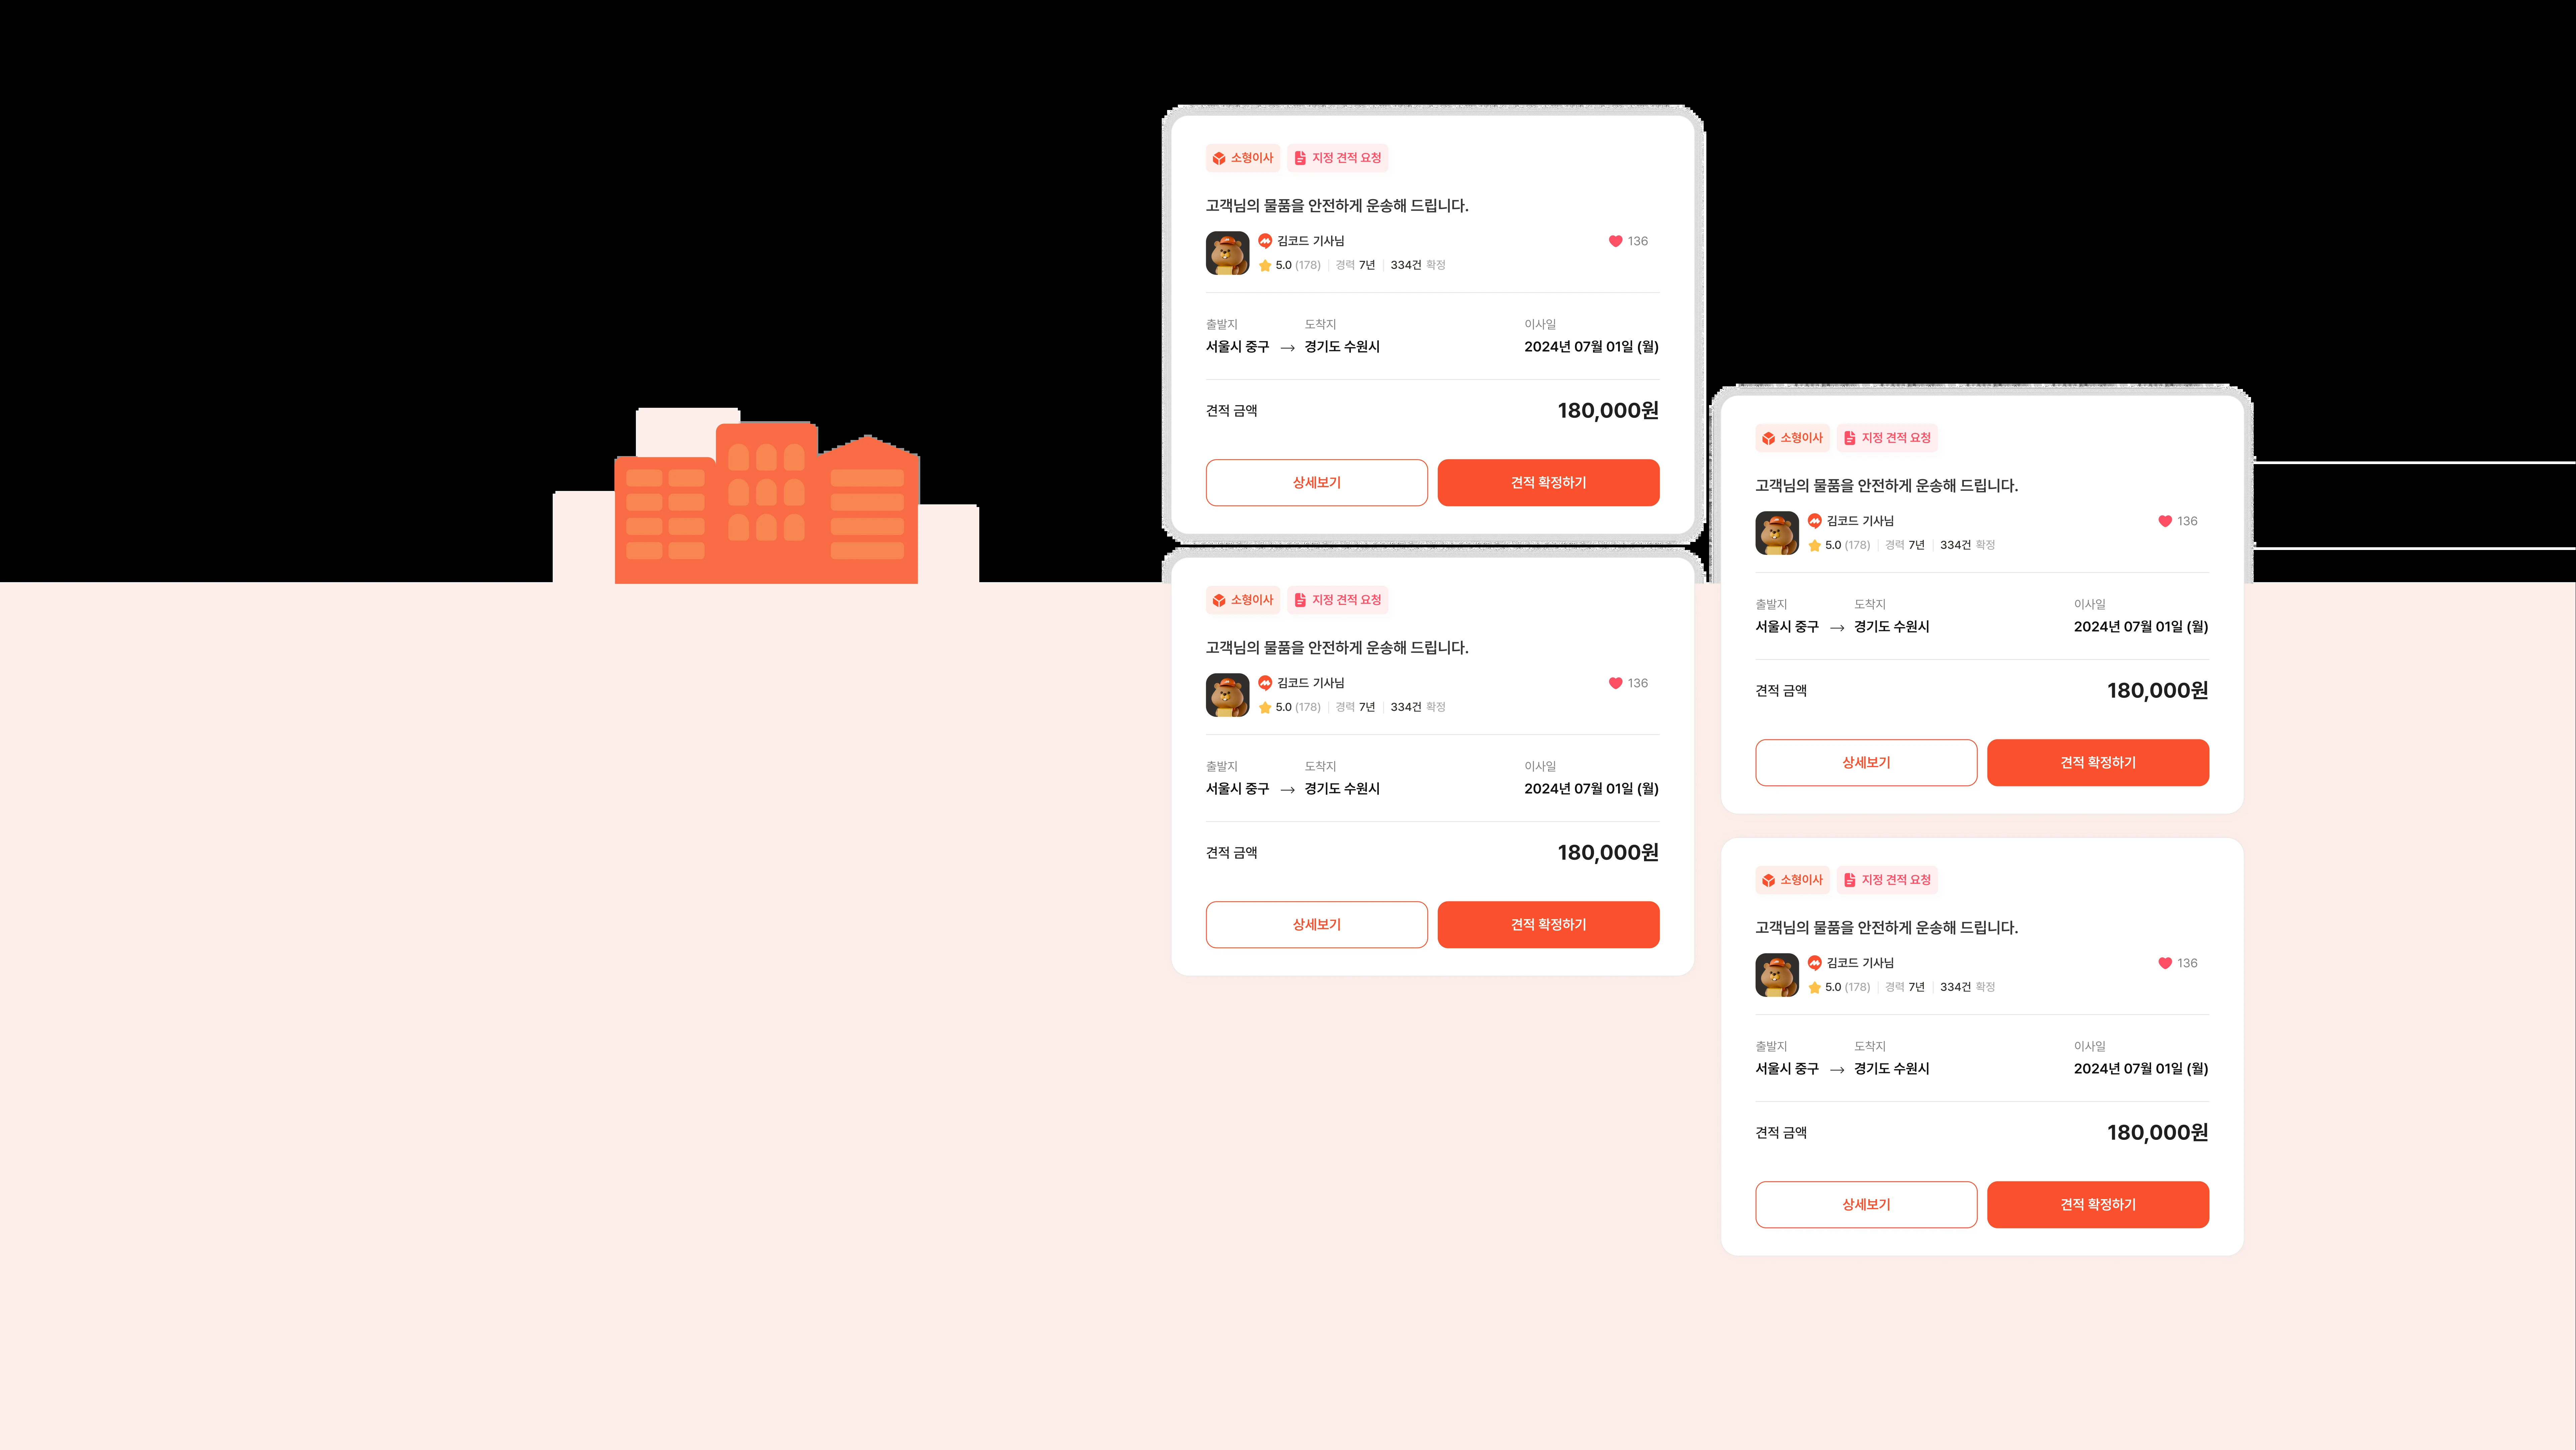 소형이사 지정 견적 요청
고객님의 물품을 안전하게 운송해 드립니다.
김코드 기사님 136
5.0 (178) 경력 7년 334건 확정
출발지 도착지 이사일
서울시 중구 → 경기도 수원시 2024년 07월 01일 (월)
견적 금액 180,000원
상세보기 견적 확정하기
소형이사 지정 견적 요청
고객님의 물품을 안전하게 운송해 드립니다.
김코드 기사님 136
5.0 (178) 경력 7년 334건 확정
출발지 도착지 이사일
서울시 중구 → 경기도 수원시 2024년 07월 01일 (월)
견적 금액 180,000원
상세보기 견적 확정하기
소형이사 지정 견적 요청
고객님의 물품을 안전하게 운송해 드립니다.
김코드 기사님 136
5.0 (178) 경력 7년 334건 확정
출발지 도착지 이사일
서울시 중구 → 경기도 수원시 2024년 07월 01일 (월)
견적 금액 180,000원
상세보기 견적 확정하기
소형이사 지정 견적 요청
고객님의 물품을 안전하게 운송해 드립니다.
김코드 기사님 136
5.0 (178) 경력 7년 334건 확정
출발지 도착지 이사일
서울시 중구 → 경기도 수원시 2024년 07월 01일 (월)
견적 금액 180,000원
상세보기 견적 확정하기